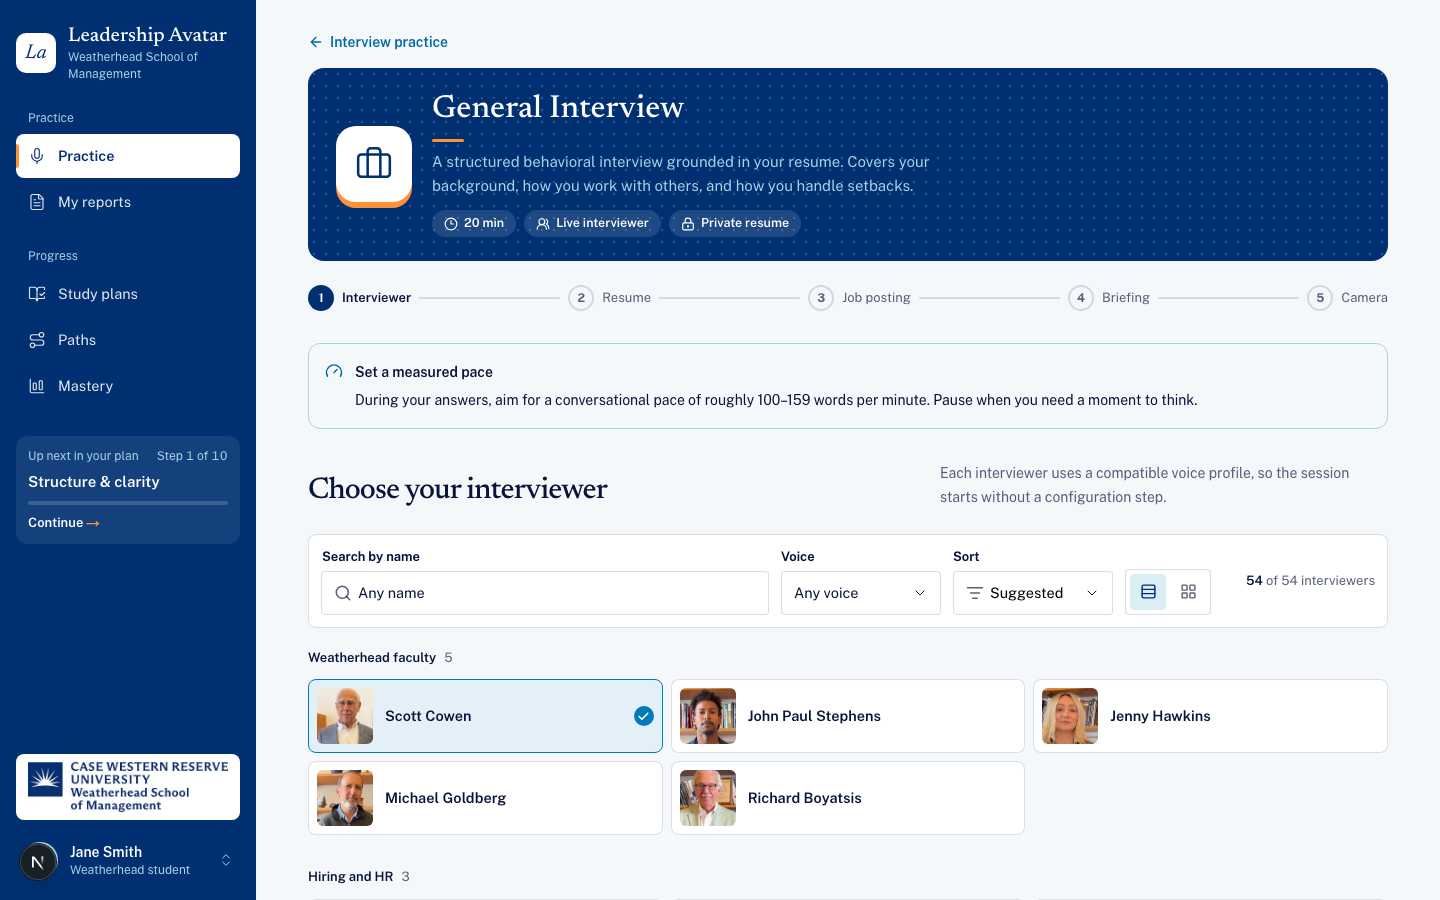 La
Leadership Avatar
Weatherhead School of
Management
Practice
Practice
My reports
Progress
Study plans
Paths
Mastery
Up next in your plan
Step 1 of 10
Structure & clarity
Continue →
CASE WESTERN RESERVE
UNIVERSITY
Weatherhead School
of Management
N
Jane Smith
Weatherhead student
← Interview practice
General Interview
A structured behavioral interview grounded in your resume. Covers your
background, how you work with others, and how you handle setbacks.
20 min
Live interviewer
Private resume
1 Interviewer
2 Resume
3 Job posting
4 Briefing
5 Camera
Set a measured pace
During your answers, aim for a conversational pace of roughly 100–159 words per minute. Pause when you need a moment to think.
Choose your interviewer
Each interviewer uses a compatible voice profile, so the session
starts without a configuration step.
Search by name
Any name
Voice
Any voice
Sort
Suggested
54 of 54 interviewers
Weatherhead faculty 5
Scott Cowen
John Paul Stephens
Jenny Hawkins
Michael Goldberg
Richard Boyatsis
Hiring and HR 3